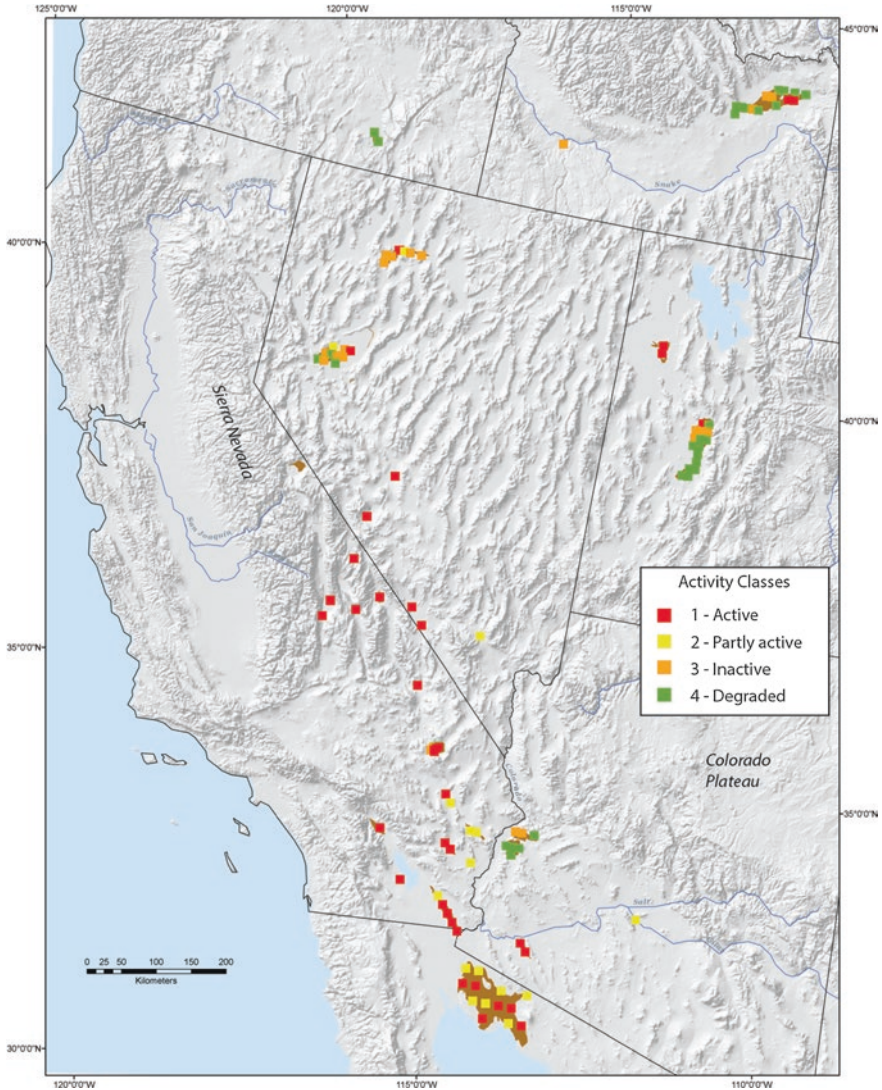 125°0'0"W
120°0'0"W
115°0'0"W
45°0'0"N
Snake
Sacramento
40°0'0"N
Sierra Nevada
40°0'0"N
San Joaquin
Activity Classes
1 - Active
2 - Partly active
3 - Inactive
4 - Degraded
35°0'0"N
Colorado
Plateau
Colorado
35°0'0"N
Salt
0 25 50 100 150 200
Kilometers
30°0'0"N
120°0'0"W
115°0'0"W
110°0'0"W